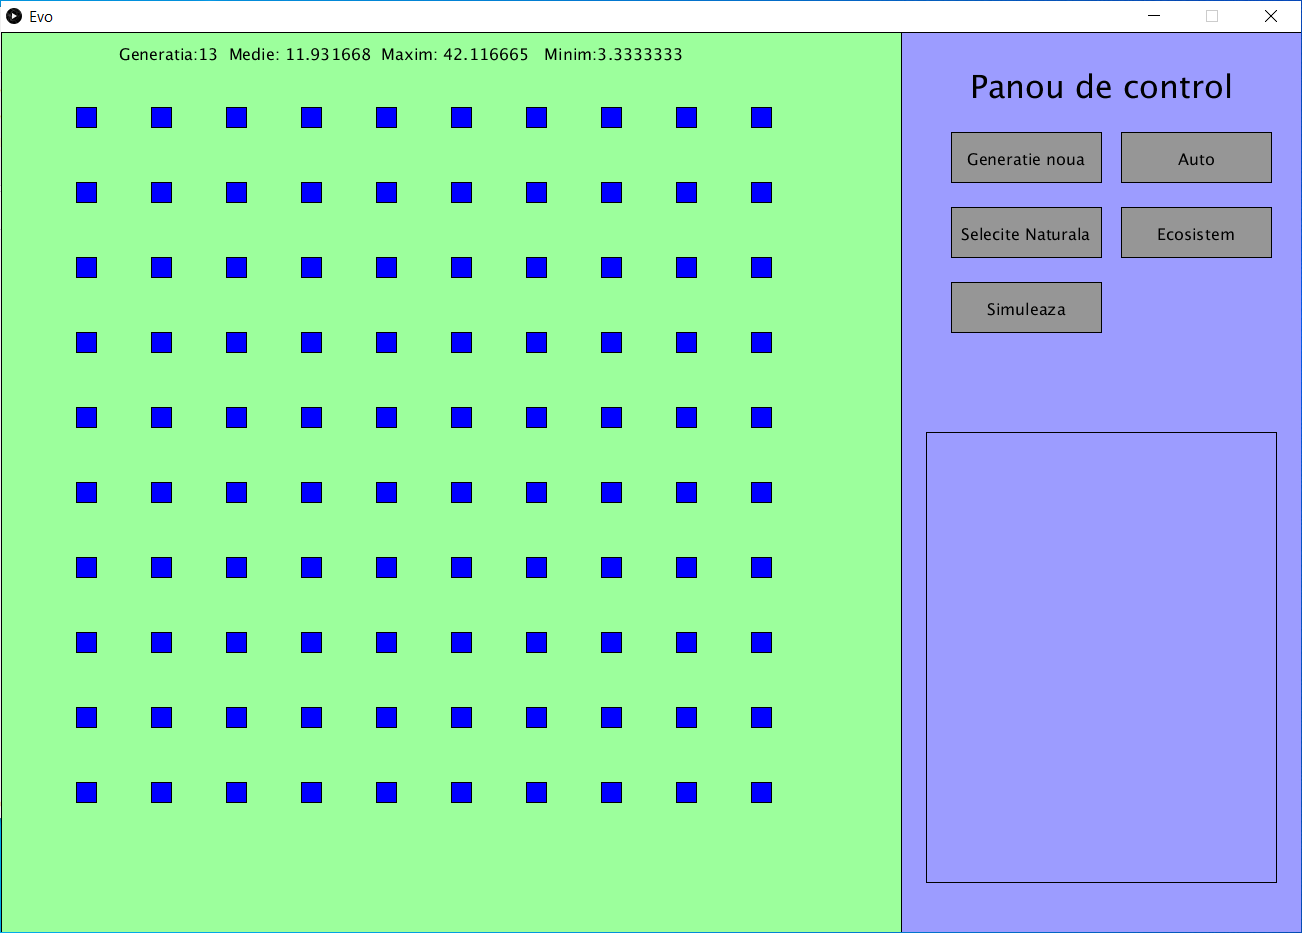 Evo
Generatia:13 Medie: 11.931668 Maxim: 42.116665 Minim:3.3333333
Panou de control
Generatie noua
Auto
Selecite Naturala
Ecosistem
Simuleaza